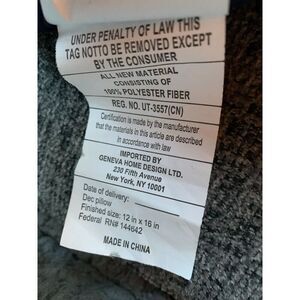 UNDER PENALTY OF LAW THIS
TAG NOTTO BE REMOVED EXCEPT
BY THE CONSUMER
ALL NEW MATERIAL
CONSISTING OF
100% POLYESTER FIBER
REG. NO. UT-3557(CN)
Certification is made by the manufacturer
that the materials in this article are described
in accordance with law
IMPORTED BY
GENEVA HOME DESIGN LTD.
230 Fifth Avenue
New York, NY 10001
Date of delivery:
Dec pillow
Finished size: 12 in x 16 in
Federal RN# 144642
MADE IN CHINA